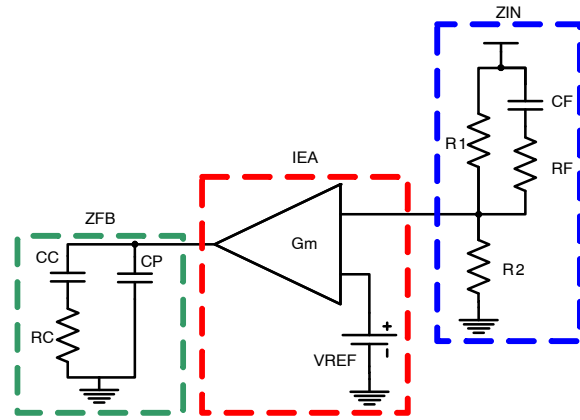 ZIN
CF
R1
RF
IEA
ZFB
Gm
CC
CP
R2
+
RC
VREF
-